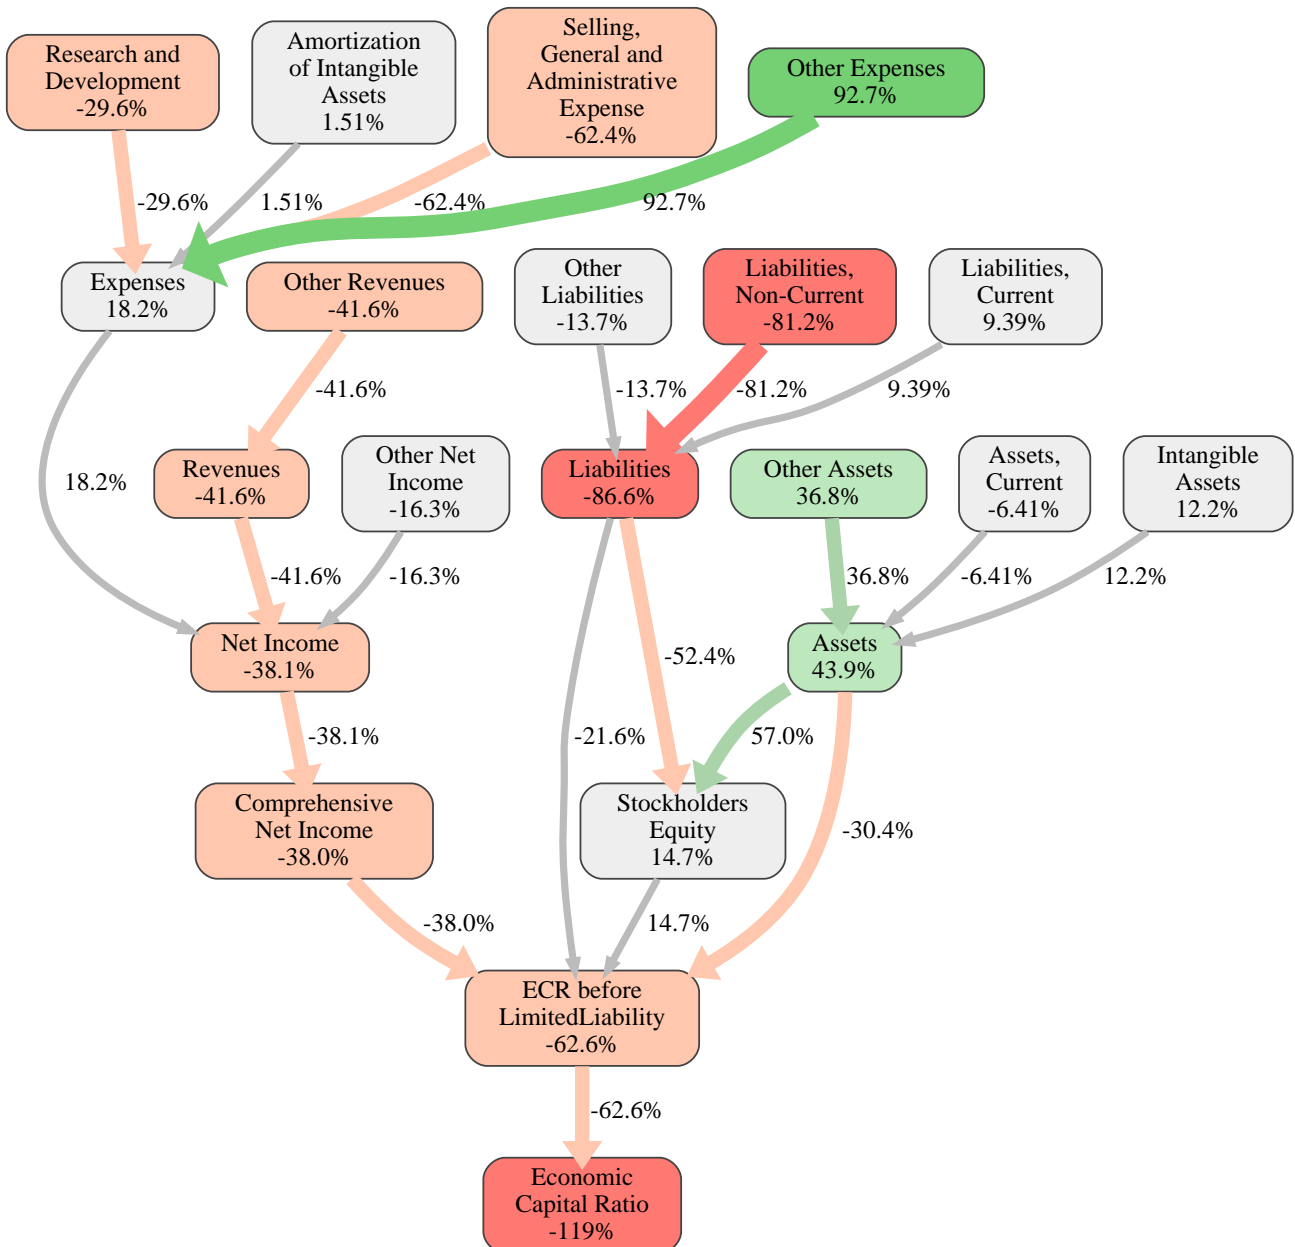 Research and
Development
-29.6%
Amortization
of Intangible
Assets
1.51%
Selling,
General and
Administrative
Expense
-62.4%
Other Expenses
92.7%
-29.6%
1.51%
-62.4%
92.7%
Expenses
18.2%
Other Revenues
-41.6%
Other
Liabilities
-13.7%
Liabilities,
Non-Current
-81.2%
Liabilities,
Current
9.39%
-41.6%
-13.7%
-81.2%
9.39%
18.2%
Revenues
-41.6%
Other Net
Income
-16.3%
Liabilities
-86.6%
Other Assets
36.8%
Assets,
Current
-6.41%
Intangible
Assets
12.2%
-41.6%
-16.3%
36.8%
-6.41%
12.2%
Net Income
-38.1%
-52.4%
Assets
43.9%
-38.1%
-21.6%
57.0%
Comprehensive
Net Income
-38.0%
Stockholders
Equity
14.7%
-30.4%
-38.0%
14.7%
ECR before
LimitedLiability
-62.6%
-62.6%
Economic
Capital Ratio
-119%